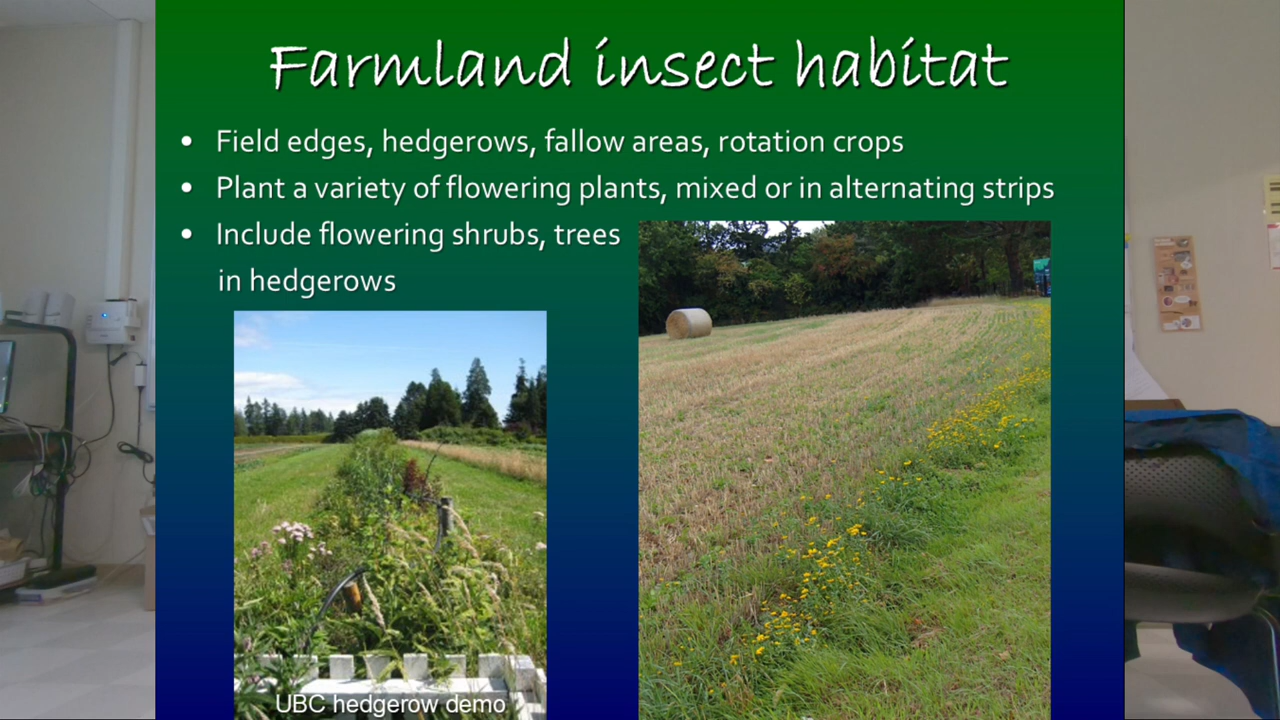 Farmland insect habitat
• Field edges, hedgerows, fallow areas, rotation crops
• Plant a variety of flowering plants, mixed or in alternating strips
• Include flowering shrubs, trees
in hedgerows
UBC hedgerow demo